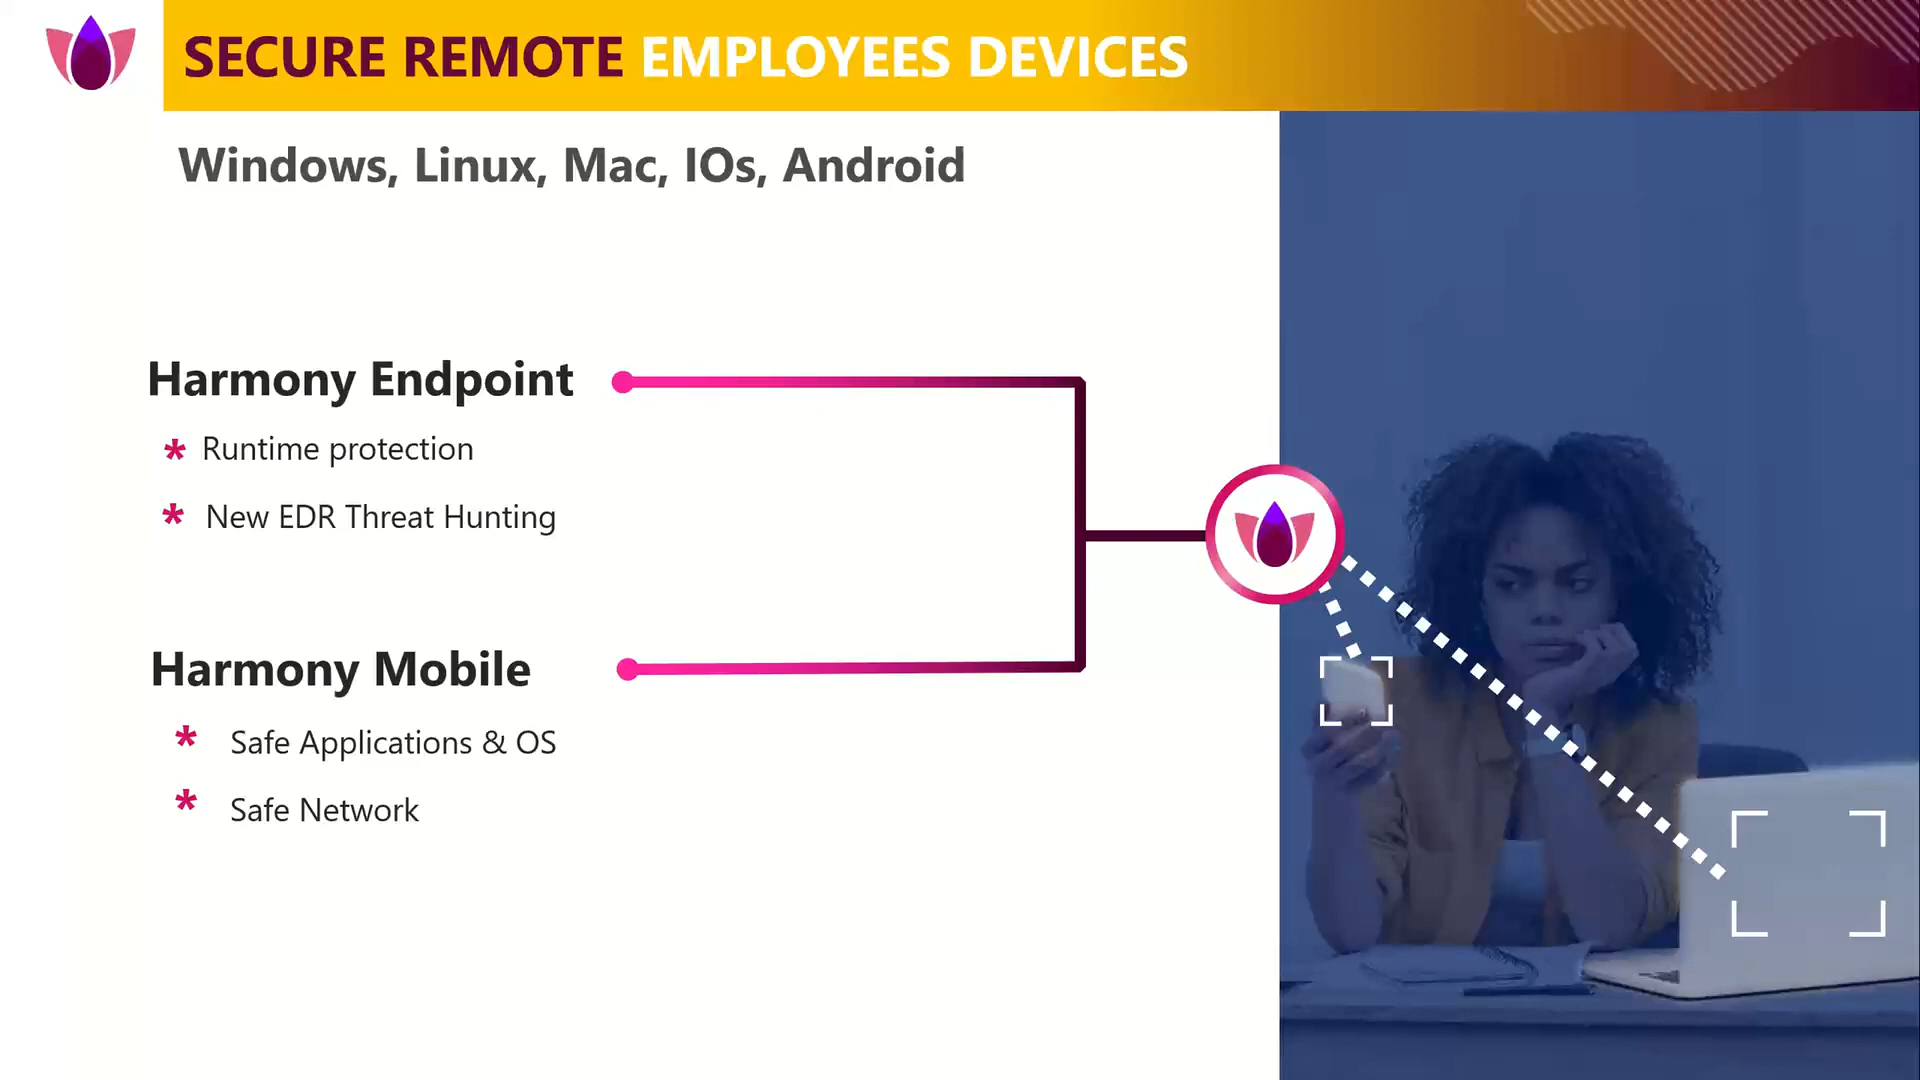 SECURE REMOTE EMPLOYEES DEVICES
Windows, Linux, Mac, IOs, Android
Harmony Endpoint
* Runtime protection
* New EDR Threat Hunting
Harmony Mobile
* Safe Applications & OS
* Safe Network